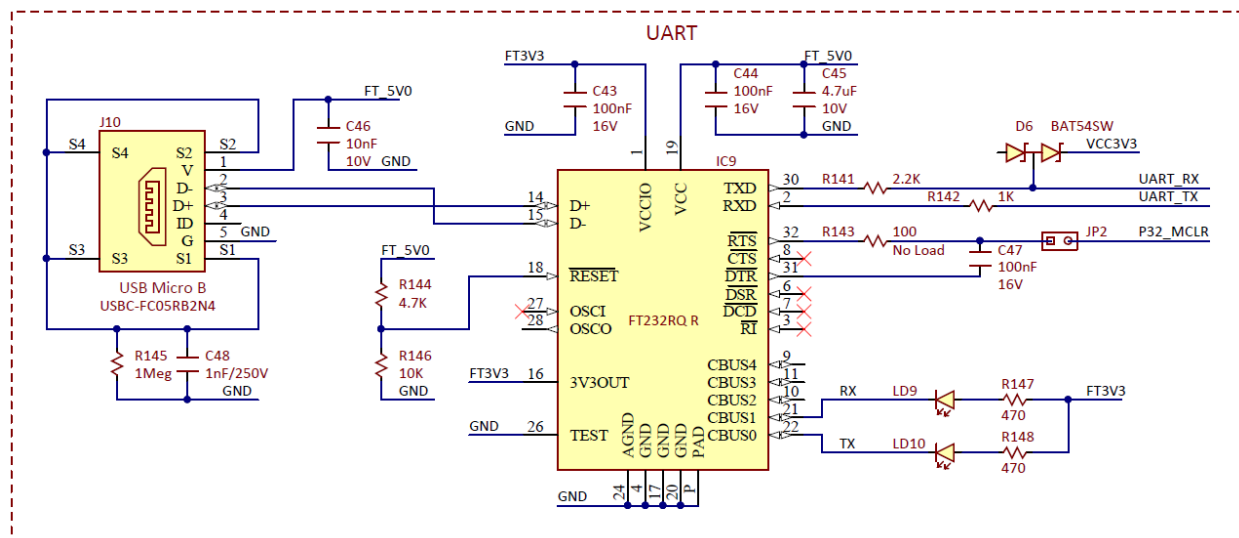 UART
FT3V3
C43
100nF
16V
GND
C44
100nF
16V
C45
4.7uF
10V
FT_5V0
GND
J10
S4
S4
S2
S2
V
1
D-
2
D+
3
ID
4
G
5
GND
S3
S3
S1
S1
USB Micro B
USBC-FC05RB2N4
FT_5V0
C46
10nF
10V
GND
R145
1Meg
C48
1nF/250V
GND
FT_5V0
R144
4.7K
R146
10K
GND
IC9
FT232RQ R
1
VCCIO
19
VCC
14
D+
15
D-
18
RESET
27
OSCI
28
OSCO
FT3V3
16
3V3OUT
GND
26
TEST
AGND
GND
GND
GND
PAD
24
4
17
20
P
GND
TXD
30
RXD
2
RTS
32
CTS
8
DTR
31
DSR
6
DCD
7
RI
3
CBUS4
9
CBUS3
11
CBUS2
10
CBUS1
21
CBUS0
22
D6
BAT54SW
VCC3V3
R141
2.2K
UART_RX
R142
1K
UART_TX
R143
100
No Load
JP2
P32_MCLR
C47
100nF
16V
RX
LD9
R147
470
FT3V3
TX
LD10
R148
470